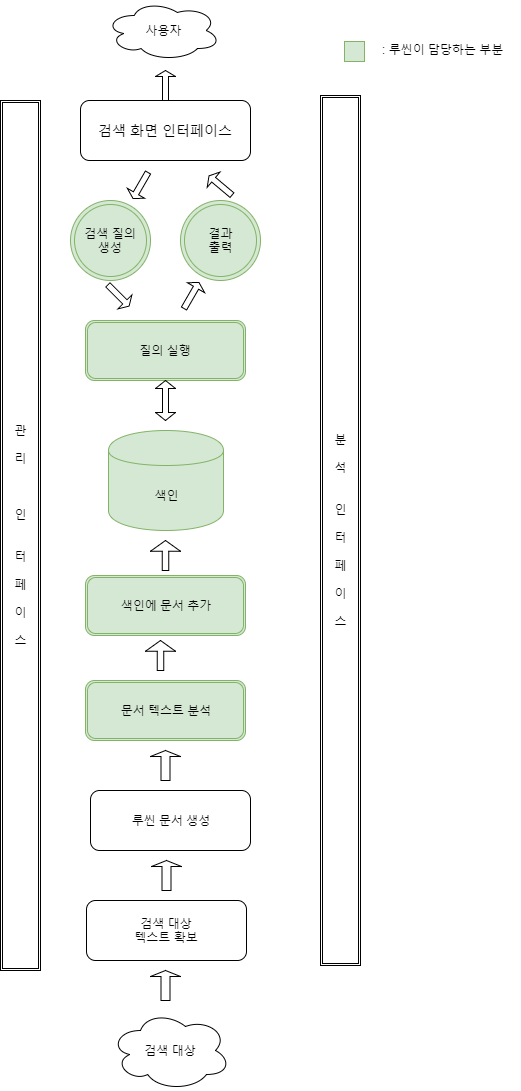 사용자
: 루씬이 담당하는 부분
검색 화면 인터페이스
검색 질의
생성
결과
출력
질의 실행
관
리
인
터
페
이
스
분
석
인
터
페
이
스
색인
색인에 문서 추가
문서 텍스트 분석
루씬 문서 생성
검색 대상
텍스트 확보
검색 대상